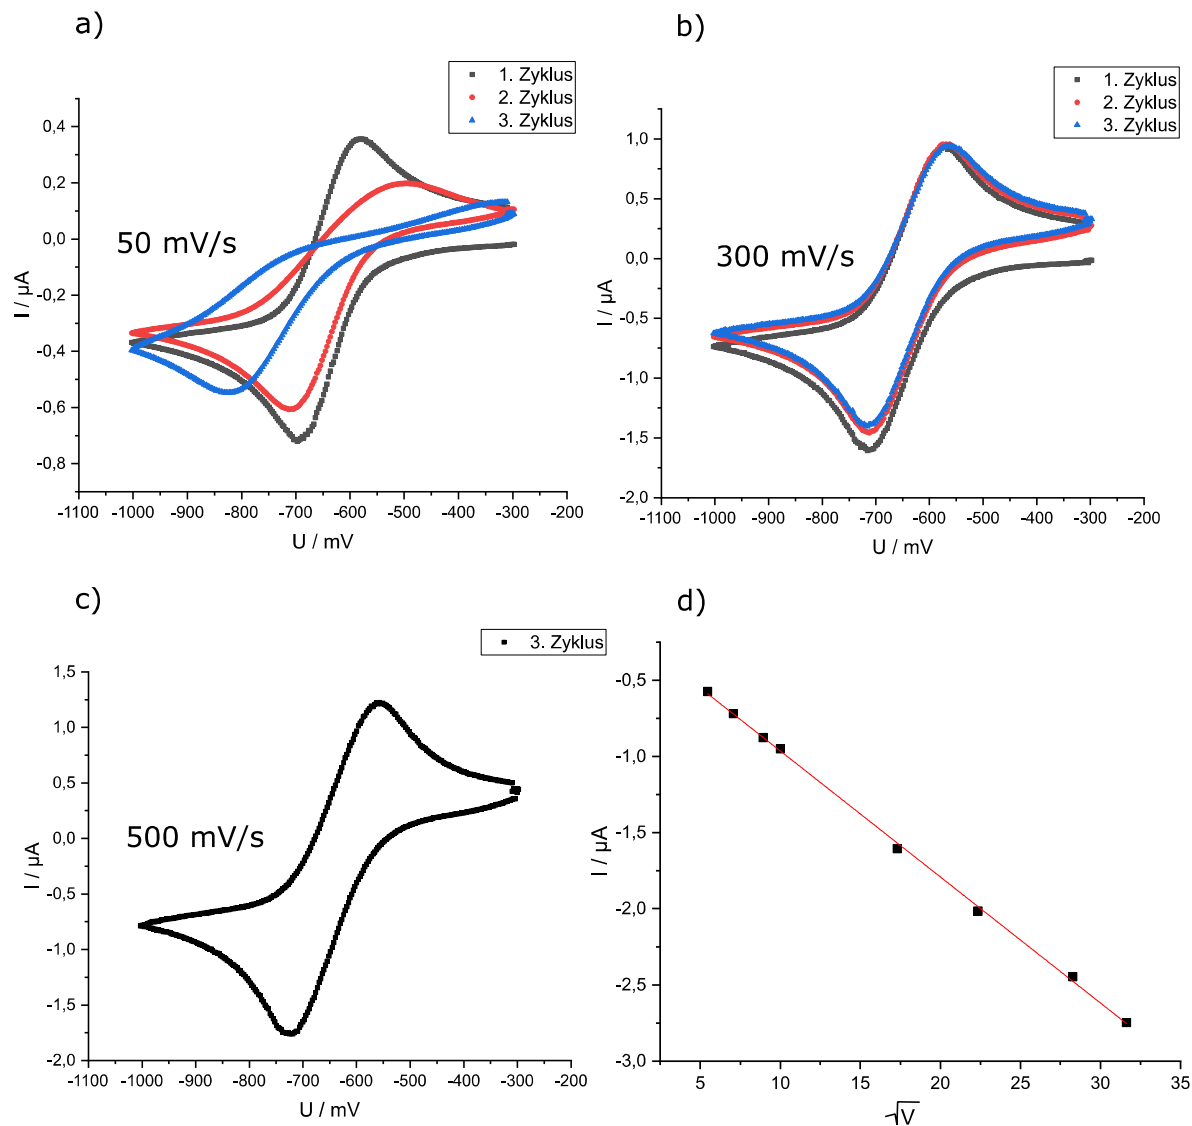 a)
1. Zyklus
2. Zyklus
3. Zyklus
0,4
0,2
0,0
-0,2
-0,4
-0,6
-0,8
I / µA
50 mV/s
-1100 -1000 -900 -800 -700 -600 -500 -400 -300 -200
U / mV
b)
1. Zyklus
2. Zyklus
3. Zyklus
1,0
0,5
0,0
-0,5
-1,0
-1,5
-2,0
I / µA
300 mV/s
-1100 -1000 -900 -800 -700 -600 -500 -400 -300 -200
U / mV
c)
3. Zyklus
1,5
1,0
0,5
0,0
-0,5
-1,0
-1,5
-2,0
I / µA
500 mV/s
-1100 -1000 -900 -800 -700 -600 -500 -400 -300 -200
U / mV
d)
-0,5
-1,0
-1,5
-2,0
-2,5
-3,0
I / µA
5 10 15 20 25 30 35
√V